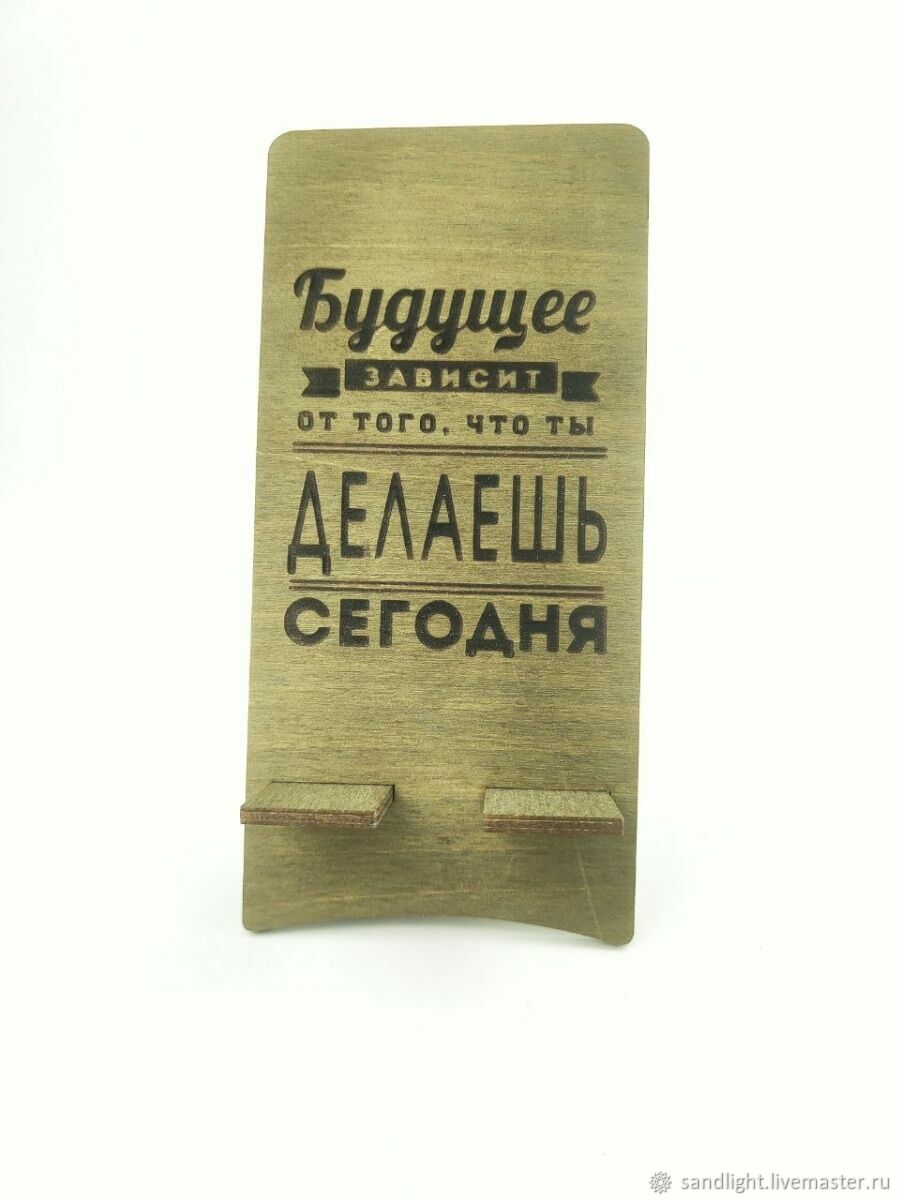 Будущее
ЗАВИСИТ
ОТ ТОГО, ЧТО ТЫ
ДЕЛАЕШЬ
СЕГОДНЯ
sandlight.livemaster.ru